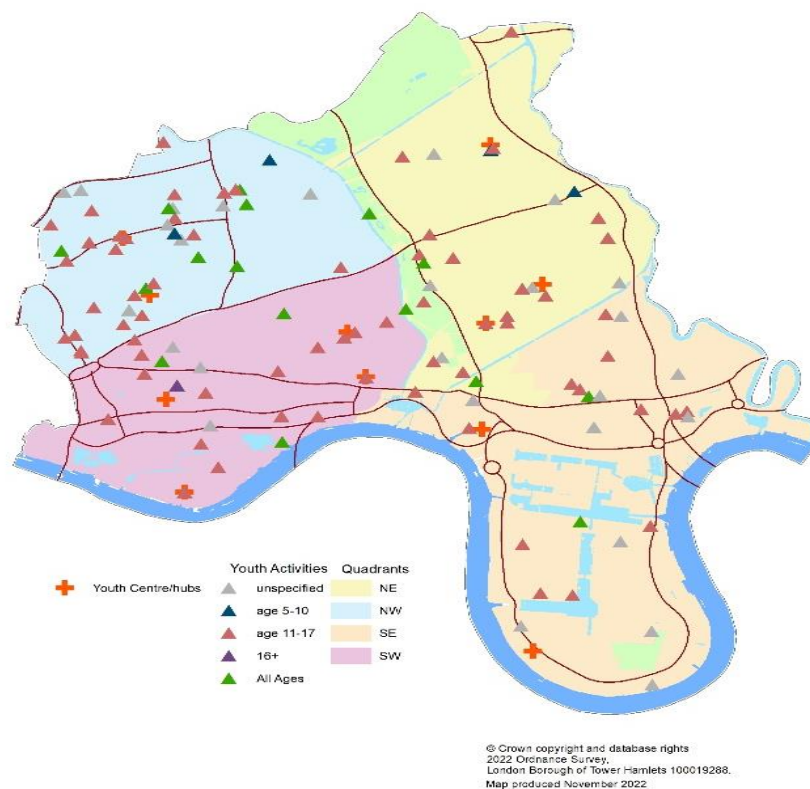 Youth Activities Quadrants
Youth Centre/hubs
unspecified NE
age 5-10 NW
age 11-17 SE
16+ SW
All Ages
@ Crown copyright and database rights
2022 Ordnance Survey,
London Borough of Tower Hamlets 100019288.
Map produced November 2022